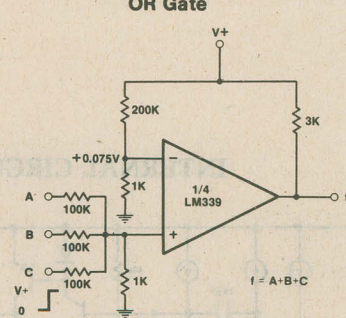 OR Gate
V+
200K
3K
+0.075V
−
1K
1/4
LM339
A
100K
B
100K
+
C
100K
1K
f = A+B+C
V+
0